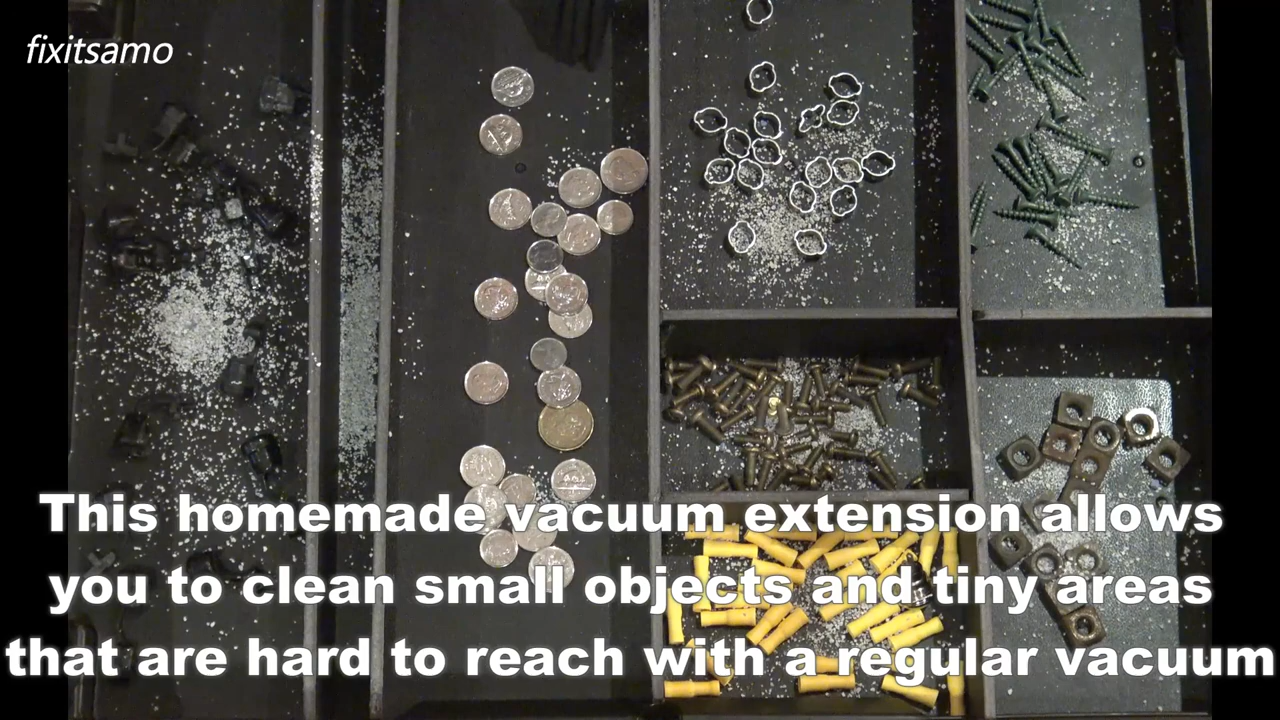 fixitsamo
This homemade vacuum extension allows
you to clean small objects and tiny areas
that are hard to reach with a regular vacuum